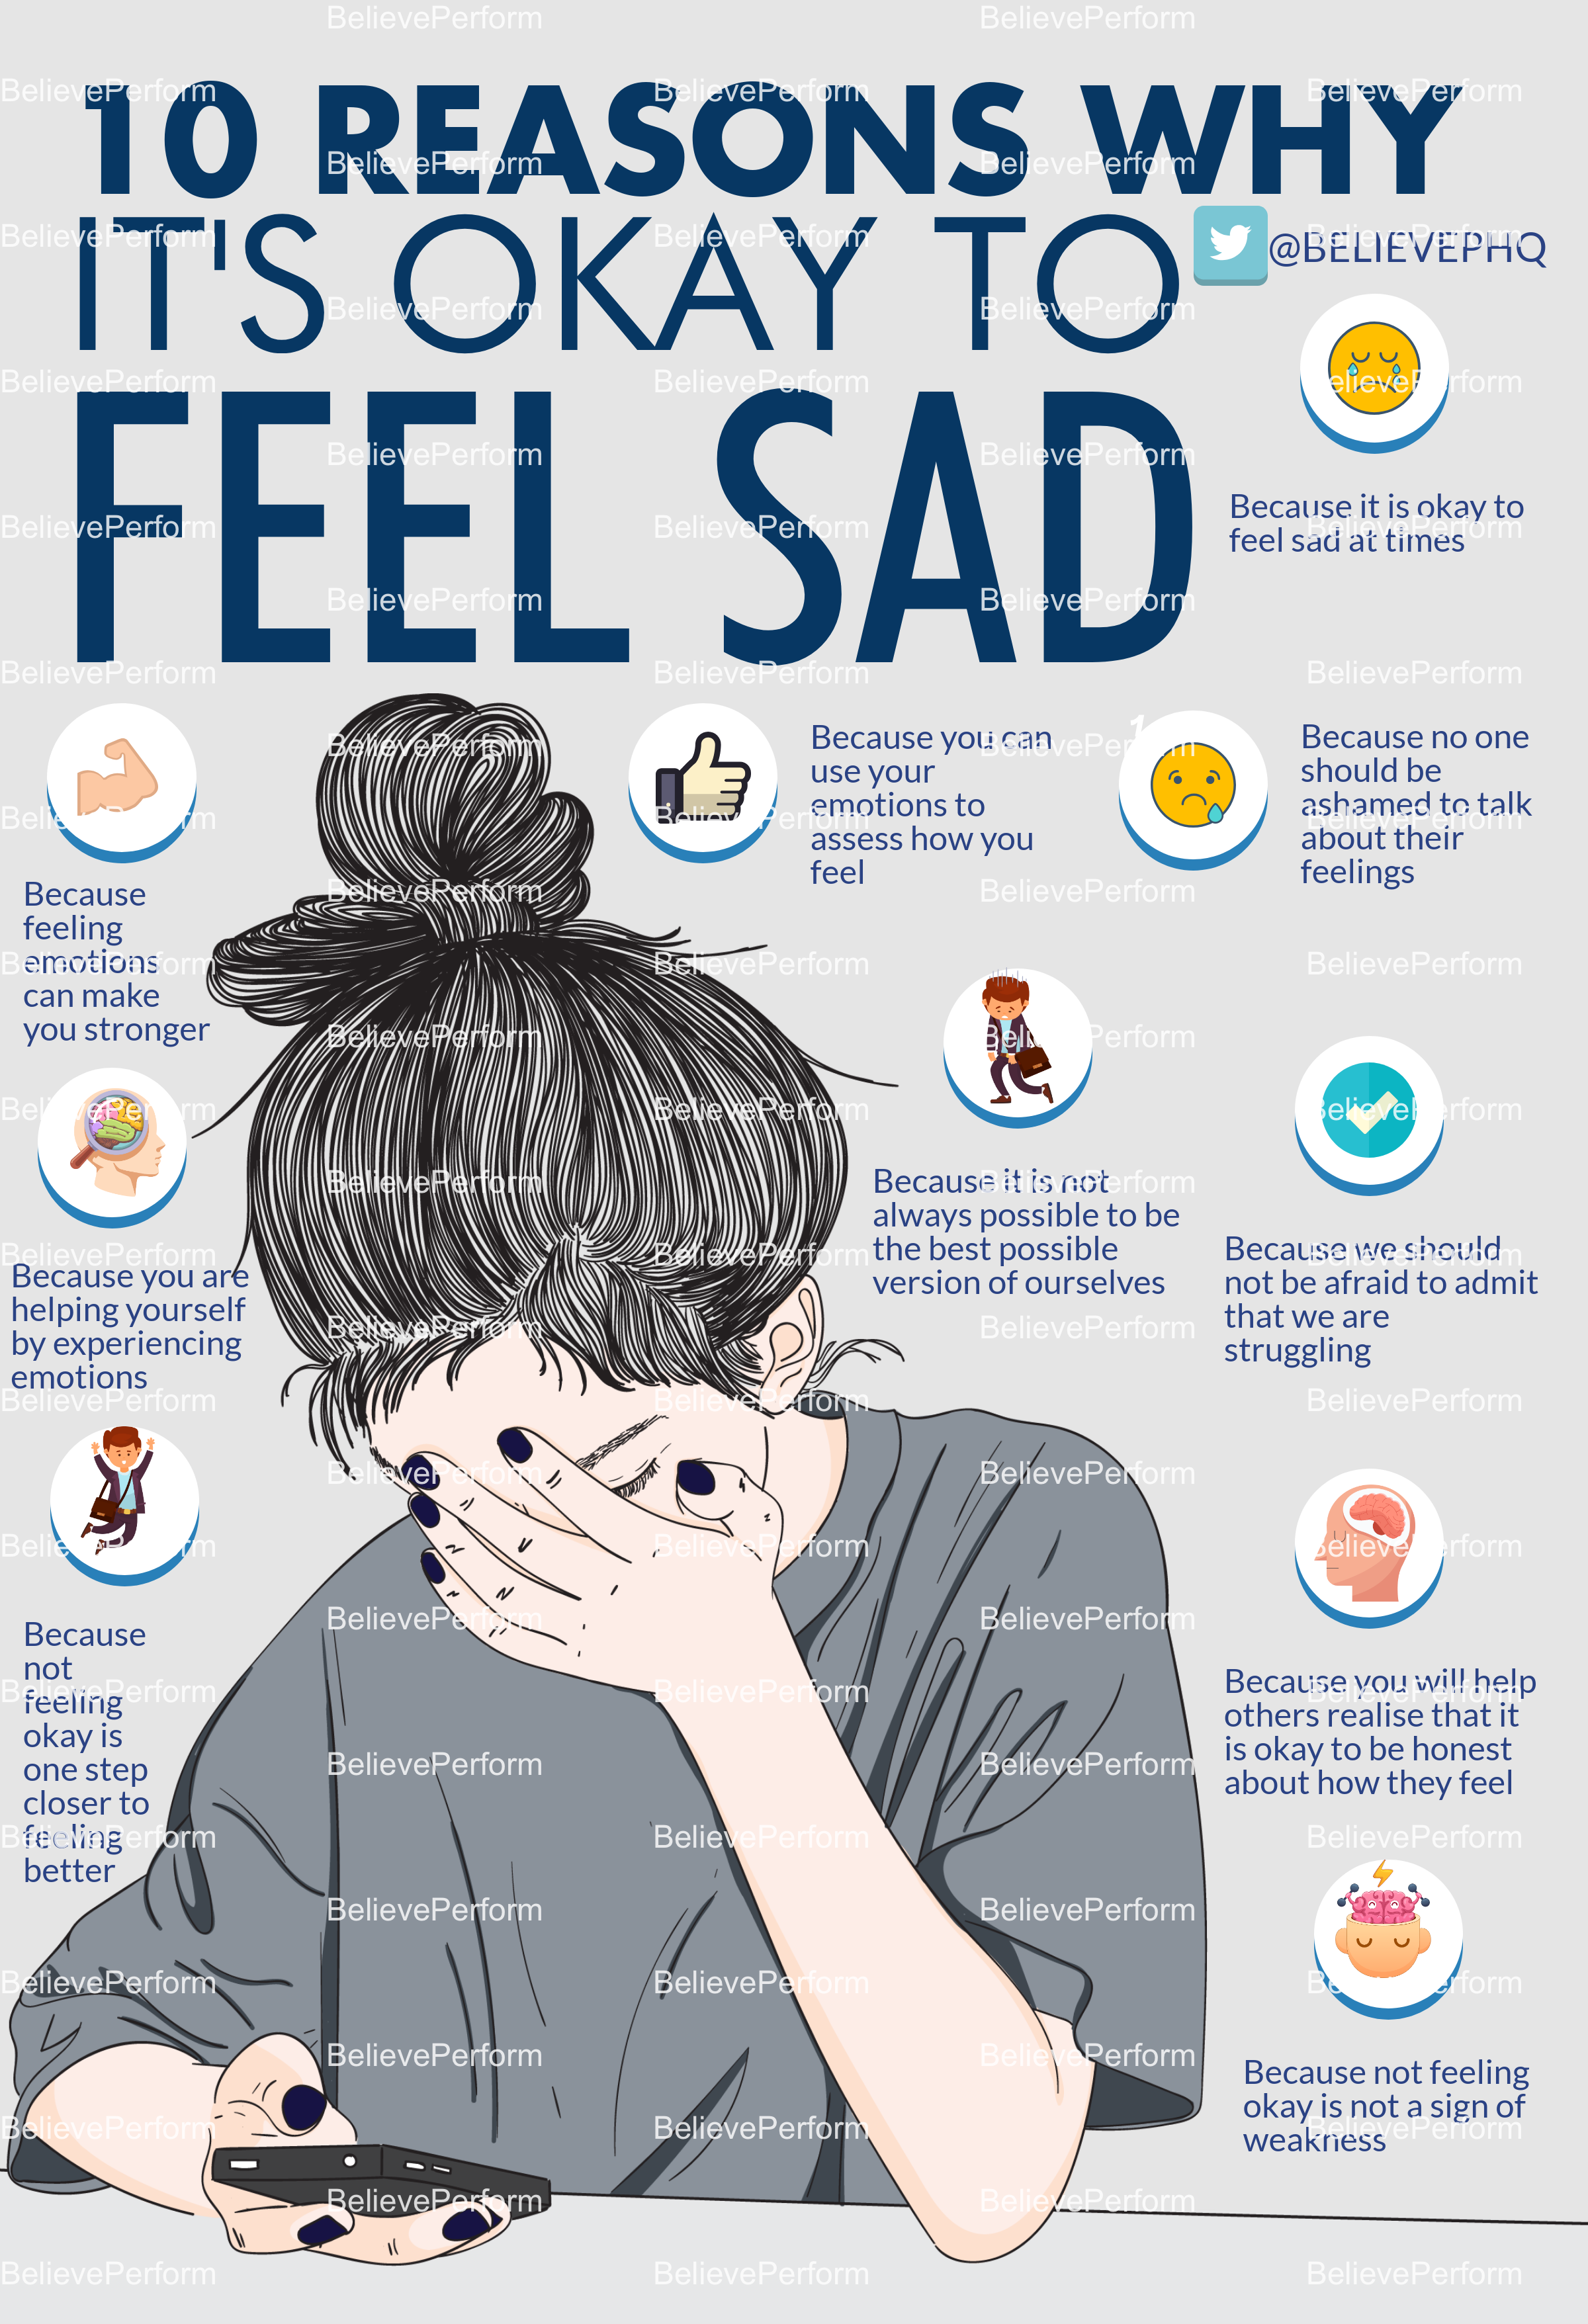 10 REASONS WHY
IT'S OKAY TO
@BELIEVEPHQ
FEEL SAD
Because it is okay to
feel sad at times
Because
feeling
emotions
can make
you stronger
Because you can
use your
emotions to
assess how you
feel
1
Because no one
should be
ashamed to talk
about their
feelings
Because you are
helping yourself
by experiencing
emotions
Because it is not
always possible to be
the best possible
version of ourselves
Because we should
not be afraid to admit
that we are
struggling
Because
not
feeling
okay is
one step
closer to
feeling
better
Because you will help
others realise that it
is okay to be honest
about how they feel
Because not feeling
okay is not a sign of
weakness
BelievePerform